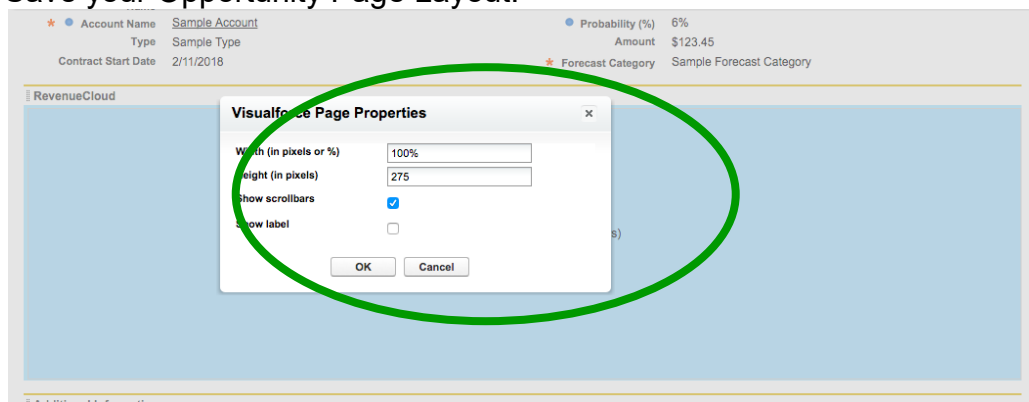 save your Opportunity Page Layout.
Account Name Sample Account Probability (%) 6%
Type Sample Type Amount $123.45
Contract Start Date 2/11/2018 Forecast Category Sample Forecast Category
RevenueCloud
Visualforce Page Properties x
Width (in pixels or %) 100%
Height (in pixels) 275
Show scrollbars
Show label
s)
OK Cancel